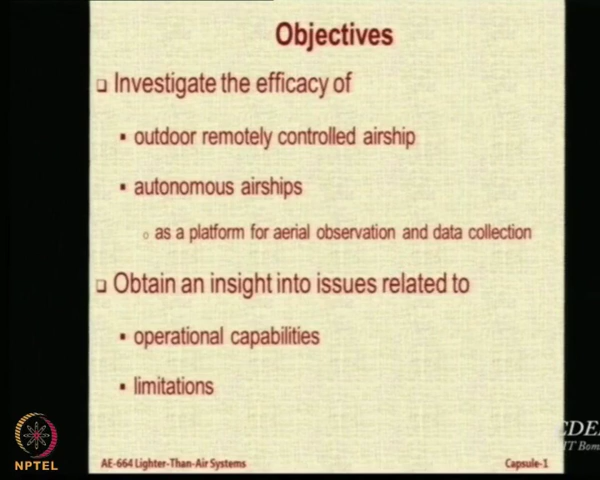 Objectives
Investigate the efficacy of
outdoor remotely controlled airship
autonomous airships
as a platform for aerial observation and data collection
Obtain an insight into issues related to
operational capabilities
limitations
NPTEL
AE-664 Lighter-Than-Air Systems
Capsule-1